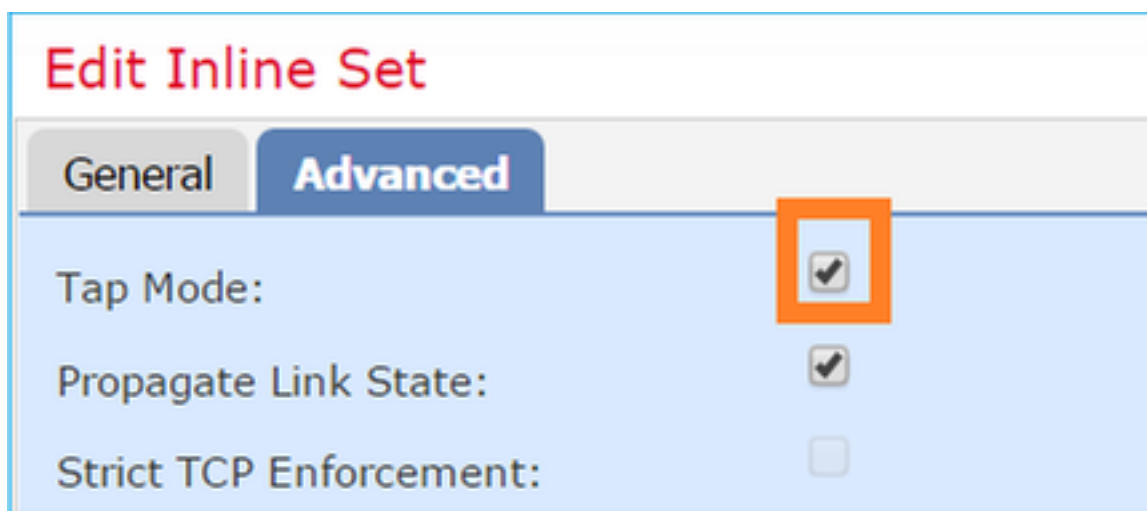 Edit Inline Set
General Advanced
Tap Mode:
Propagate Link State:
Strict TCP Enforcement: